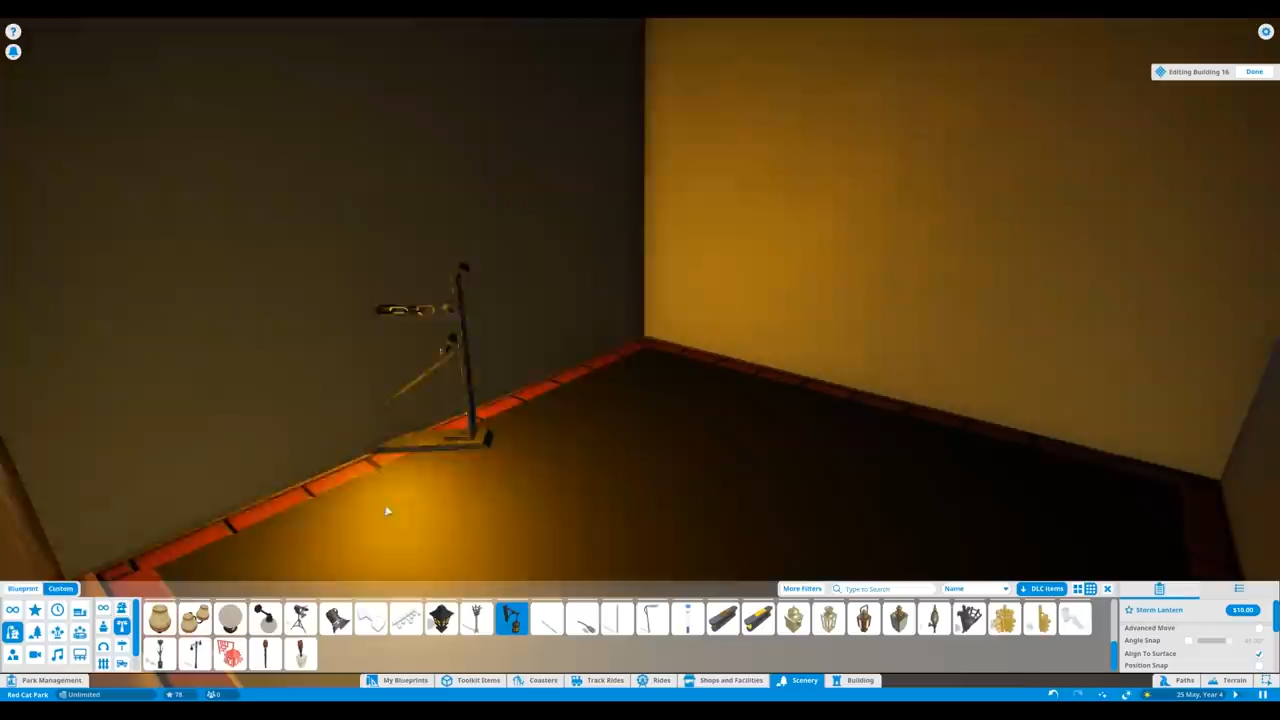 ?
Editing Building 16 Done
Blueprint Custom
More Filters Type to Search Name DLC Items
Storm Lantern $10.00
Advanced Move
Angle Snap
Align To Surface
Position Snap
Park Management My Blueprints Toolkit Items Coasters Track Rides Rides Shops and Facilities Scenery Building Paths Terrain
Red Cat Park Unlimited 78 0 25 May, Year 4